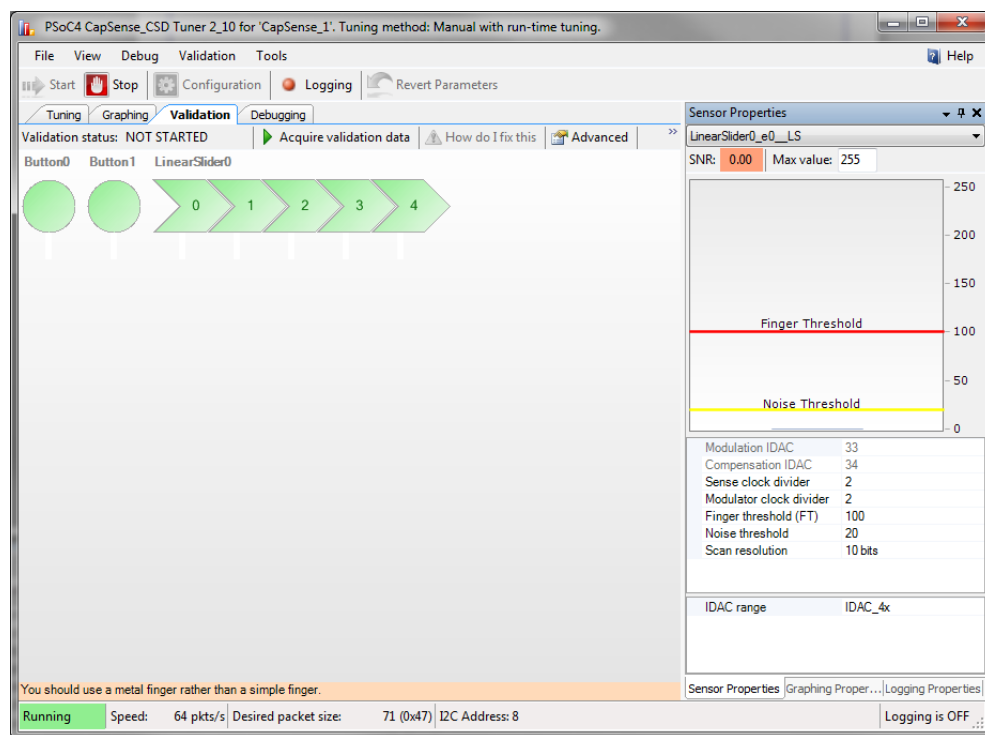 PSoC4 CapSense_CSD Tuner 2_10 for 'CapSense_1'. Tuning method: Manual with run-time tuning.
File View Debug Validation Tools Help
Start Stop Configuration Logging Revert Parameters
Tuning Graphing Validation Debugging
Validation status: NOT STARTED Acquire validation data How do I fix this Advanced
Button0 Button1 LinearSlider0
0 1 2 3 4
Sensor Properties
LinearSlider0_e0__LS
SNR: 0.00 Max value: 255
250
200
150
Finger Threshold
100
50
Noise Threshold
0
Modulation IDAC 33
Compensation IDAC 34
Sense clock divider 2
Modulator clock divider 2
Finger threshold (FT) 100
Noise threshold 20
Scan resolution 10 bits
IDAC range IDAC_4x
You should use a metal finger rather than a simple finger.
Sensor Properties Graphing Proper... Logging Properties
Running Speed: 64 pkts/s Desired packet size: 71 (0x47) I2C Address: 8 Logging is OFF